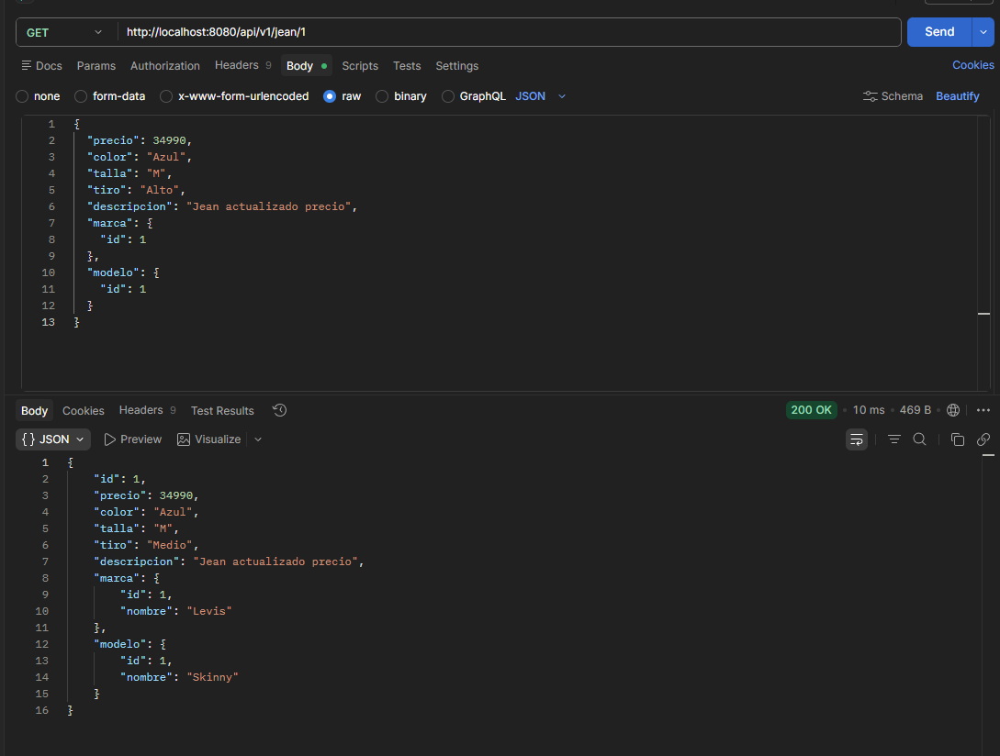 GET http://localhost:8080/api/v1/jean/1 Send
Docs Params Authorization Headers 9 Body Scripts Tests Settings Cookies
none form-data x-www-form-urlencoded raw binary GraphQL JSON Schema Beautify
1 {
2 "precio": 34990,
3 "color": "Azul",
4 "talla": "M",
5 "tiro": "Alto",
6 "descripcion": "Jean actualizado precio",
7 "marca": {
8 "id": 1
9 },
10 "modelo": {
11 "id": 1
12 }
13 }
Body Cookies Headers 9 Test Results 200 OK 10 ms 469 B
{} JSON Preview Visualize
1 {
2 "id": 1,
3 "precio": 34990,
4 "color": "Azul",
5 "talla": "M",
6 "tiro": "Medio",
7 "descripcion": "Jean actualizado precio",
8 "marca": {
9 "id": 1,
10 "nombre": "Levis"
11 },
12 "modelo": {
13 "id": 1,
14 "nombre": "Skinny"
15 }
16 }